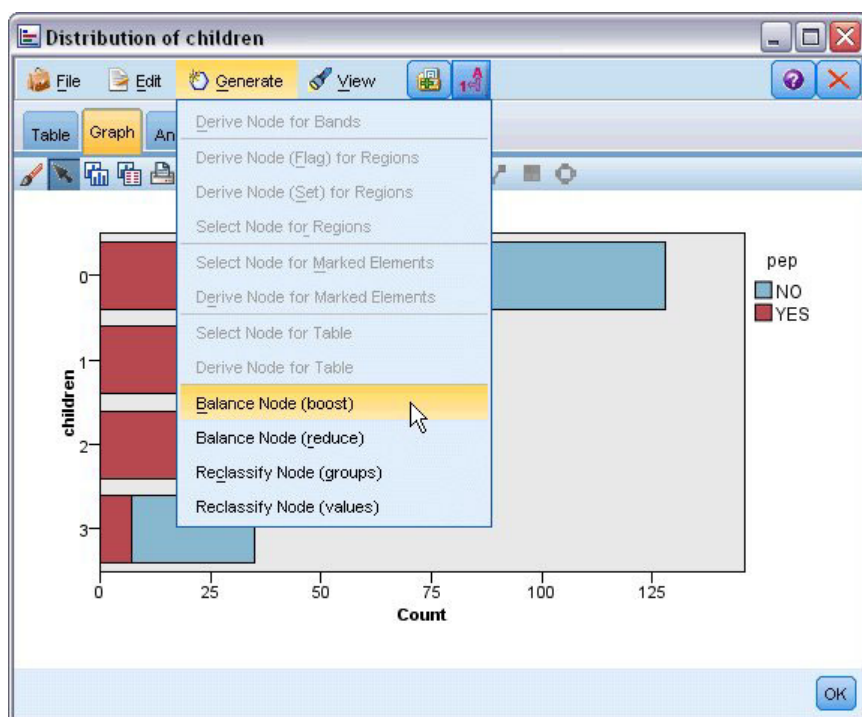 Distribution of children
File Edit Generate View
Table Graph An
Derive Node for Bands
Derive Node (Flag) for Regions
Derive Node (Set) for Regions
Select Node for Regions
Select Node for Marked Elements
Derive Node for Marked Elements
Select Node for Table
Derive Node for Table
Balance Node (boost)
Balance Node (reduce)
Reclassify Node (groups)
Reclassify Node (values)
children
0
1
2
3
0 25 50 75 100 125
Count
pep
NO
YES
OK